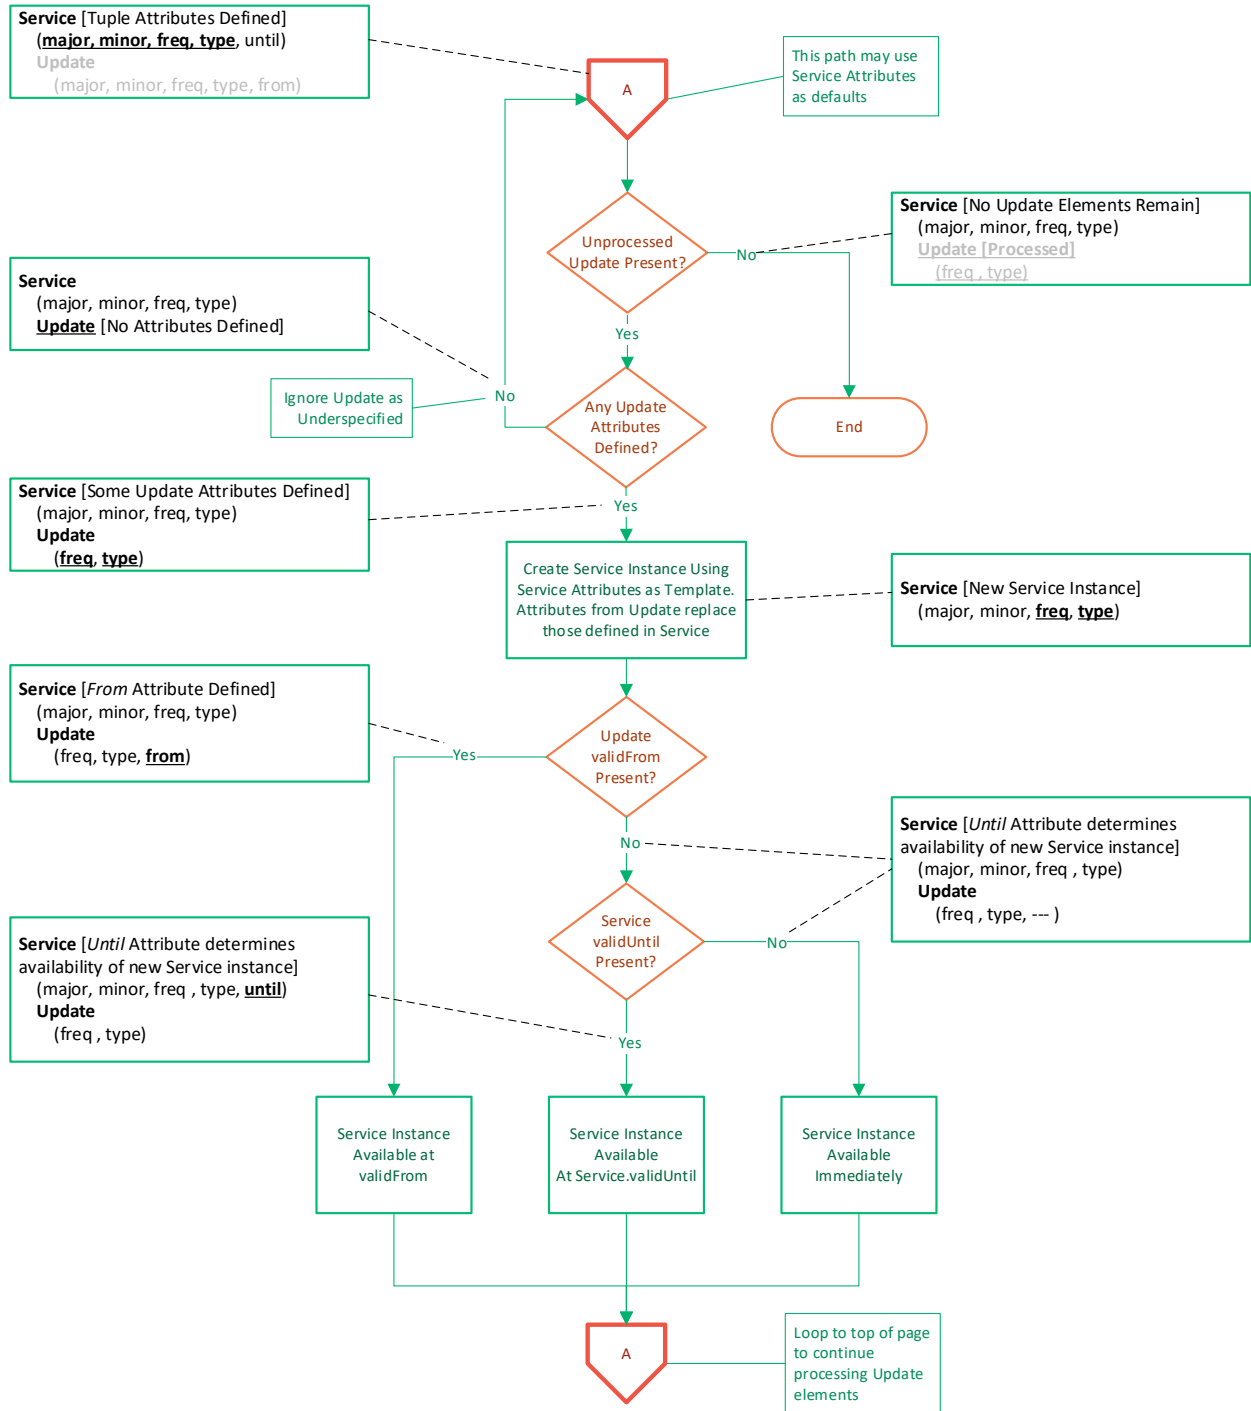 Service [Tuple Attributes Defined]
(major, minor, freq, type, until)
Update
(major, minor, freq, type, from)
A
This path may use
Service Attributes
as defaults
Unprocessed
Update Present?
No
Service [No Update Elements Remain]
(major, minor, freq, type)
Update [Processed]
(freq , type)
Service
(major, minor, freq, type)
Update [No Attributes Defined]
Yes
Ignore Update as
Underspecified
No
Any Update
Attributes
Defined?
End
Service [Some Update Attributes Defined]
(major, minor, freq, type)
Update
(freq, type)
Yes
Create Service Instance Using
Service Attributes as Template.
Attributes from Update replace
those defined in Service
Service [New Service Instance]
(major, minor, freq, type)
Service [From Attribute Defined]
(major, minor, freq, type)
Update
(freq, type, from)
Yes
Update
validFrom
Present?
No
Service [Until Attribute determines
availability of new Service instance]
(major, minor, freq , type)
Update
(freq , type, --- )
Service
validUntil
Present?
No
Service [Until Attribute determines
availability of new Service instance]
(major, minor, freq , type, until)
Update
(freq , type)
Yes
Service Instance
Available at
validFrom
Service Instance
Available
At Service.validUntil
Service Instance
Available
Immediately
A
Loop to top of page
to continue
processing Update
elements